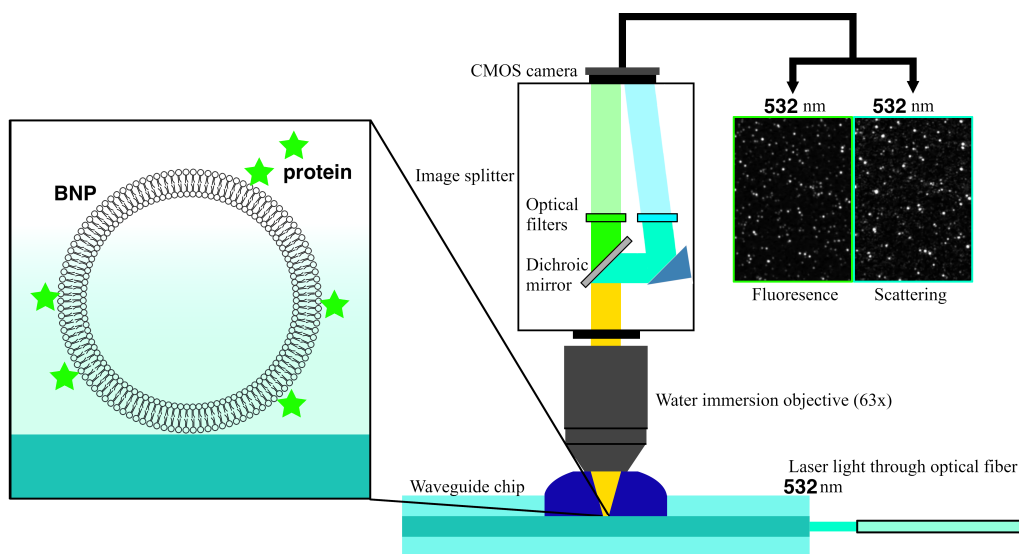 CMOS camera
532 nm
532 nm
Image splitter
Optical
filters
Dichroic
mirror
Fluoresence
Scattering
BNP
protein
Water immersion objective (63x)
Waveguide chip
Laser light through optical fiber
532 nm